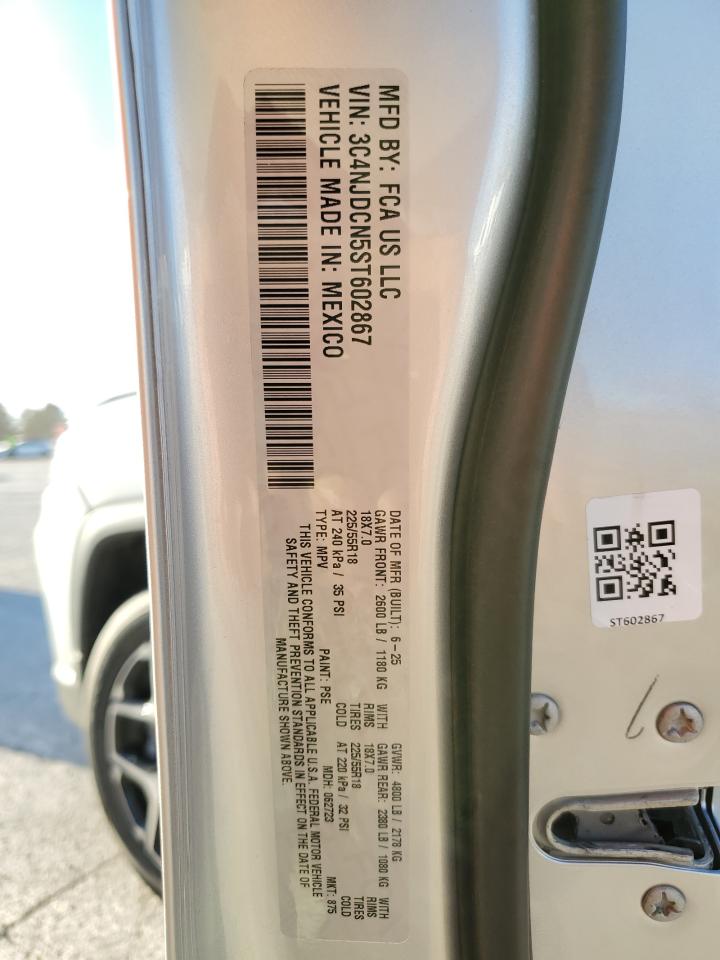 MFD BY: FCA US LLC
VIN: 3C4NJDCN5ST602867
VEHICLE MADE IN: MEXICO
DATE OF MFR (BUILT): 6-25 GVWR: 4800 LB / 2178 KG
GAWR FRONT: 2600 LB / 1180 KG WITH GAWR REAR: 2380 LB / 1080 KG WITH
18X7.0 RIMS 18X7.0 RIMS
225/55R18 TIRES 225/55R18 TIRES
AT 240 kPa / 35 PSI COLD AT 220 kPa / 32 PSI COLD
TYPE: MPV PAINT: PSE MDH: 062723 MKT: 875
THIS VEHICLE CONFORMS TO ALL APPLICABLE U.S.A. FEDERAL MOTOR VEHICLE
SAFETY AND THEFT PREVENTION STANDARDS IN EFFECT ON THE DATE OF
MANUFACTURE SHOWN ABOVE.
ST602867